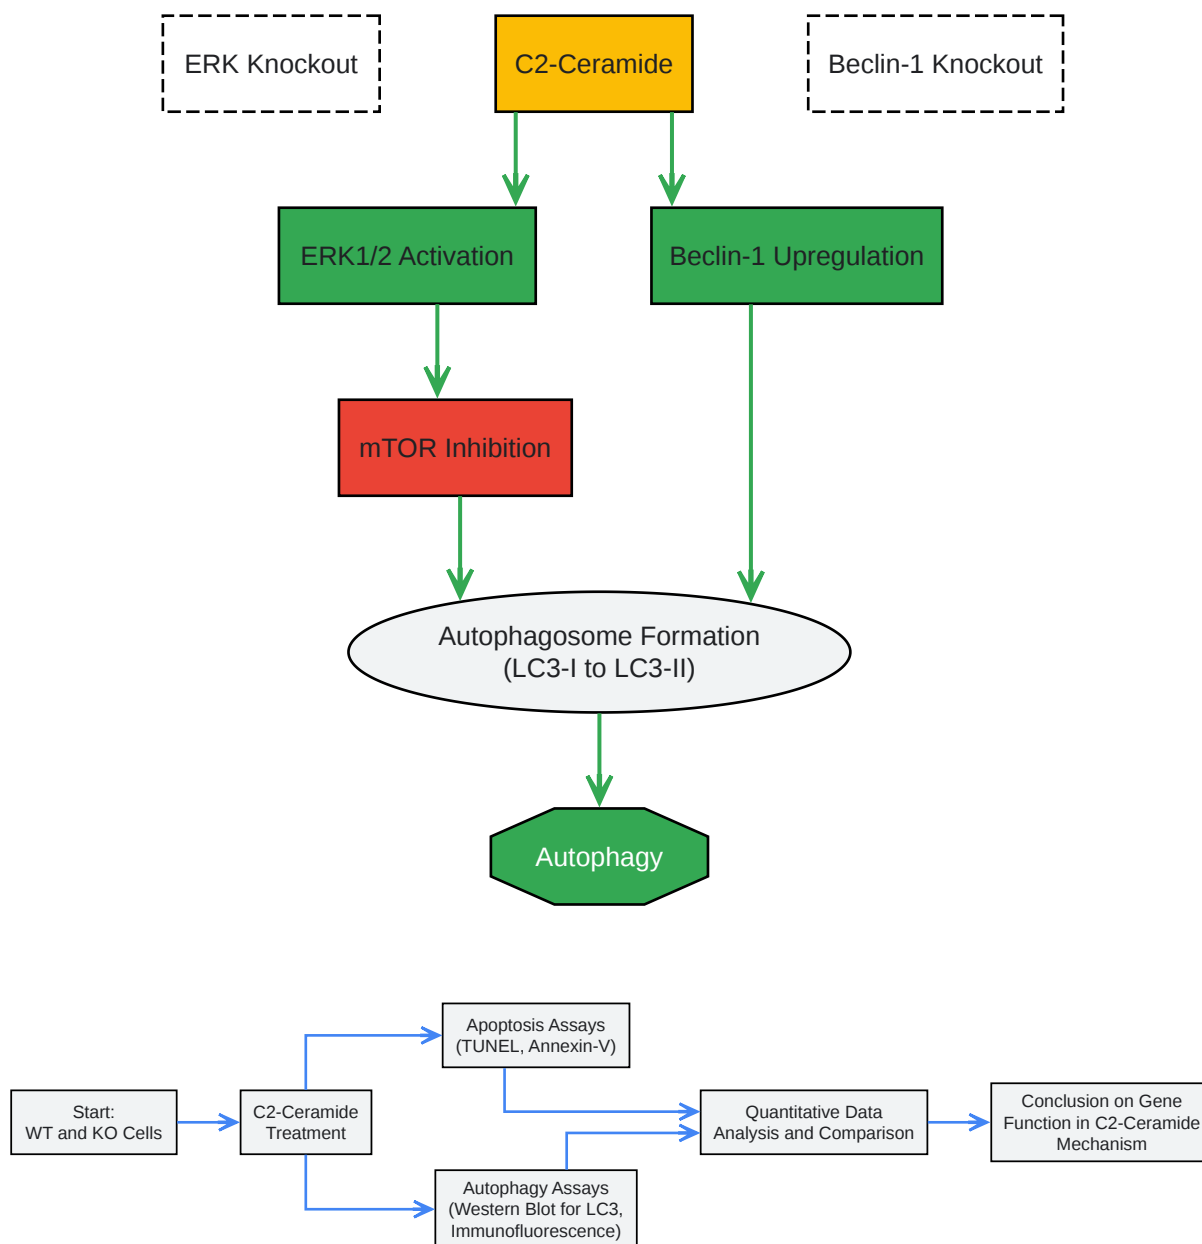 ERK Knockout
C2-Ceramide
Beclin-1 Knockout
ERK1/2 Activation
Beclin-1 Upregulation
mTOR Inhibition
Autophagosome Formation
(LC3-I to LC3-II)
Autophagy
Apoptosis Assays
(TUNEL, Annexin-V)
Start:
WT and KO Cells
C2-Ceramide
Treatment
Quantitative Data
Analysis and Comparison
Conclusion on Gene
Function in C2-Ceramide
Mechanism
Autophagy Assays
(Western Blot for LC3,
Immunofluorescence)